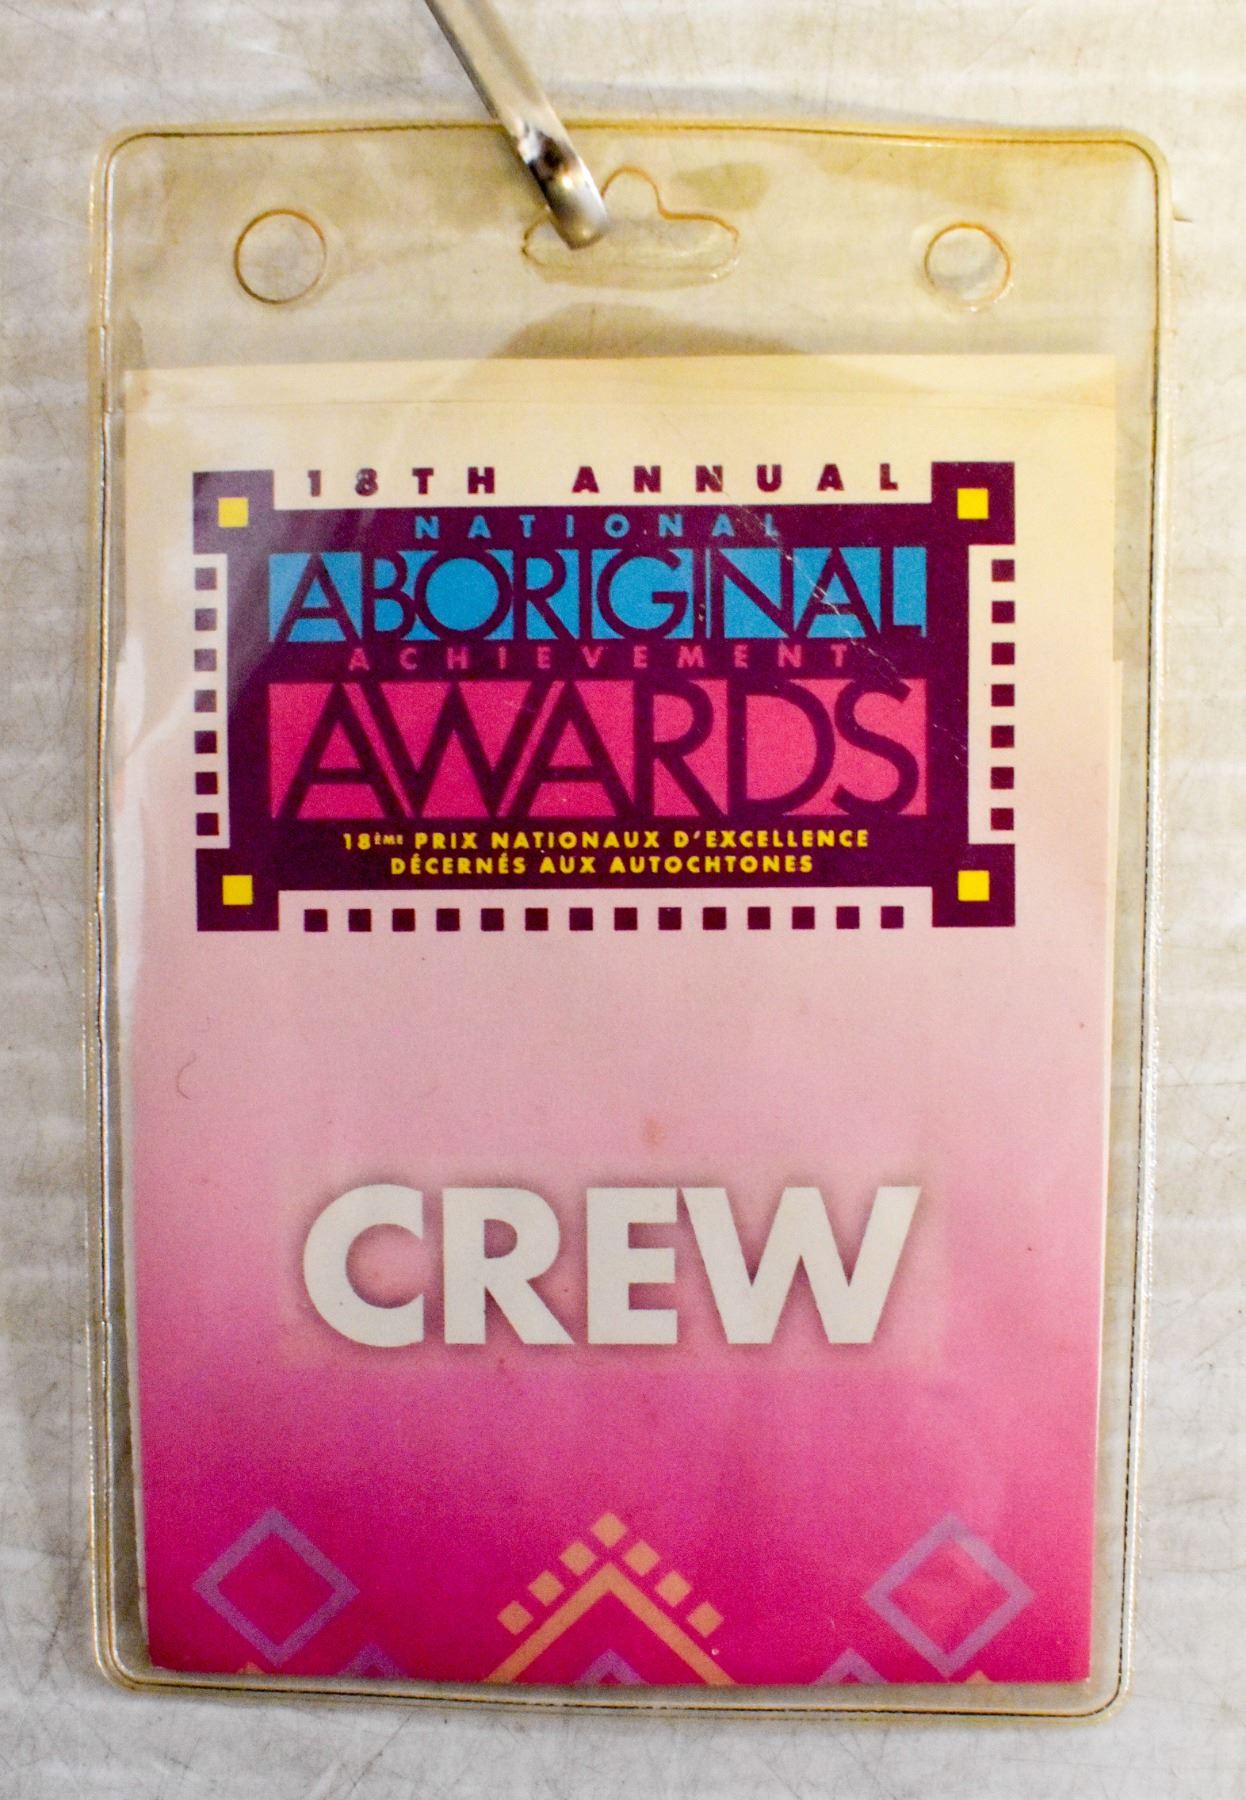 18TH ANNUAL
NATIONAL
ABORIGINAL
ACHIEVEMENT
AWARDS
18ÈME PRIX NATIONAUX D'EXCELLENCE
DÉCERNÉS AUX AUTOCHTONES
CREW